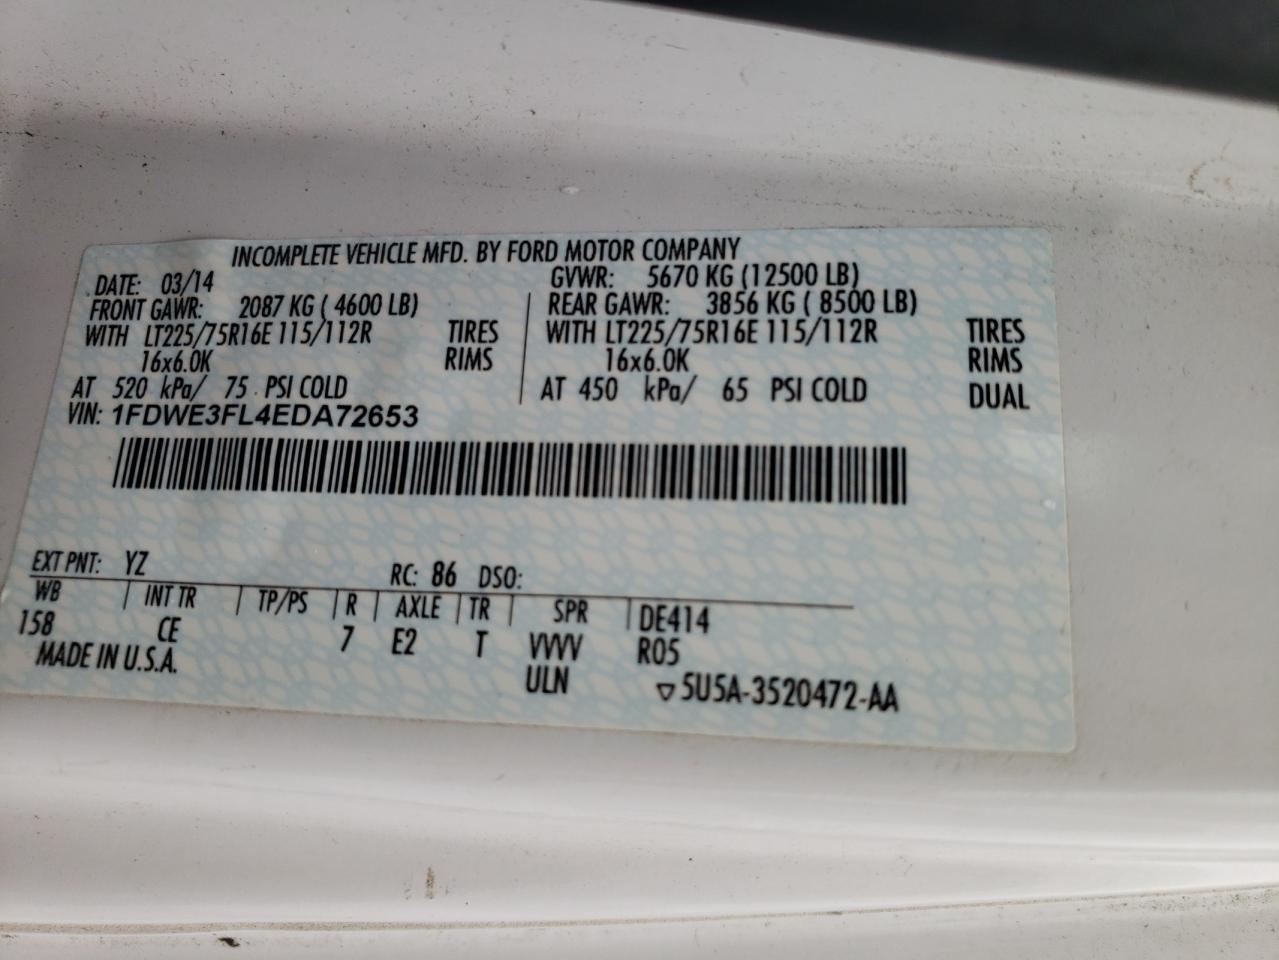 INCOMPLETE VEHICLE MFD. BY FORD MOTOR COMPANY
DATE: 03/14 GVWR: 5670 KG (12500 LB)
FRONT GAWR: 2087 KG ( 4600 LB) REAR GAWR: 3856 KG ( 8500 LB)
WITH LT225/75R16E 115/112R TIRES WITH LT225/75R16E 115/112R TIRES
16x6.0K RIMS 16x6.0K RIMS
AT 520 kPa/ 75 PSI COLD AT 450 kPa/ 65 PSI COLD DUAL
VIN: 1FDWE3FL4EDA72653
EXT PNT: YZ RC: 86 DSO:
WB INT TR TP/PS R AXLE TR SPR DE414
158 CE 7 E2 T VVVV R05
MADE IN U.S.A. ULN ▽5U5A-3520472-AA